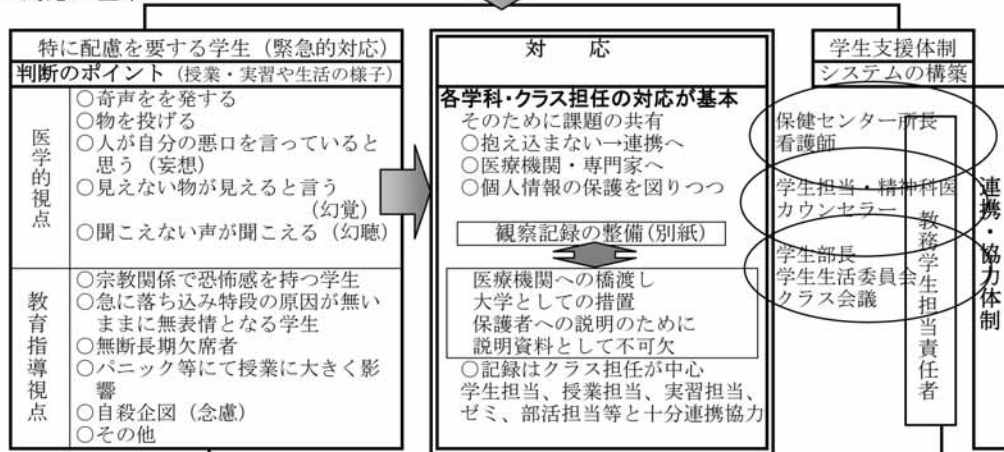 特に配慮を要する学生（緊急的対応）
判断のポイント（授業・実習や生活の様子）
医学的視点
○奇声をを発する
○物を投げる
○人が自分の悪口を言っていると
思う（妄想）
○見えない物が見えると言う
（幻覚）
○聞こえない声が聞こえる（幻聴）
教育指導視点
○宗教関係で恐怖感を持つ学生
○急に落ち込み特段の原因が無い
ままに無表情となる学生
○無断長期欠席者
○パニック等にて授業に大きく影
響
○自殺企図（念慮）
○その他
対　応
各学科・クラス担任の対応が基本
そのために課題の共有
○抱え込まない→連携へ
○医療機関・専門家へ
○個人情報の保護を図りつつ
観察記録の整備(別紙)
医療機関への橋渡し
大学としての措置
保護者への説明のために
説明資料として不可欠
○記録はクラス担任が中心
学生担当、授業担当、実習担当、
ゼミ、部活担当等と十分連携協力
学生支援体制
システムの構築
保健センター所長
看護師
学生担当・精神科医
カウンセラー
学生部長
学生生活委員会
クラス会議
教務学生担当責任者
連携・協力体制